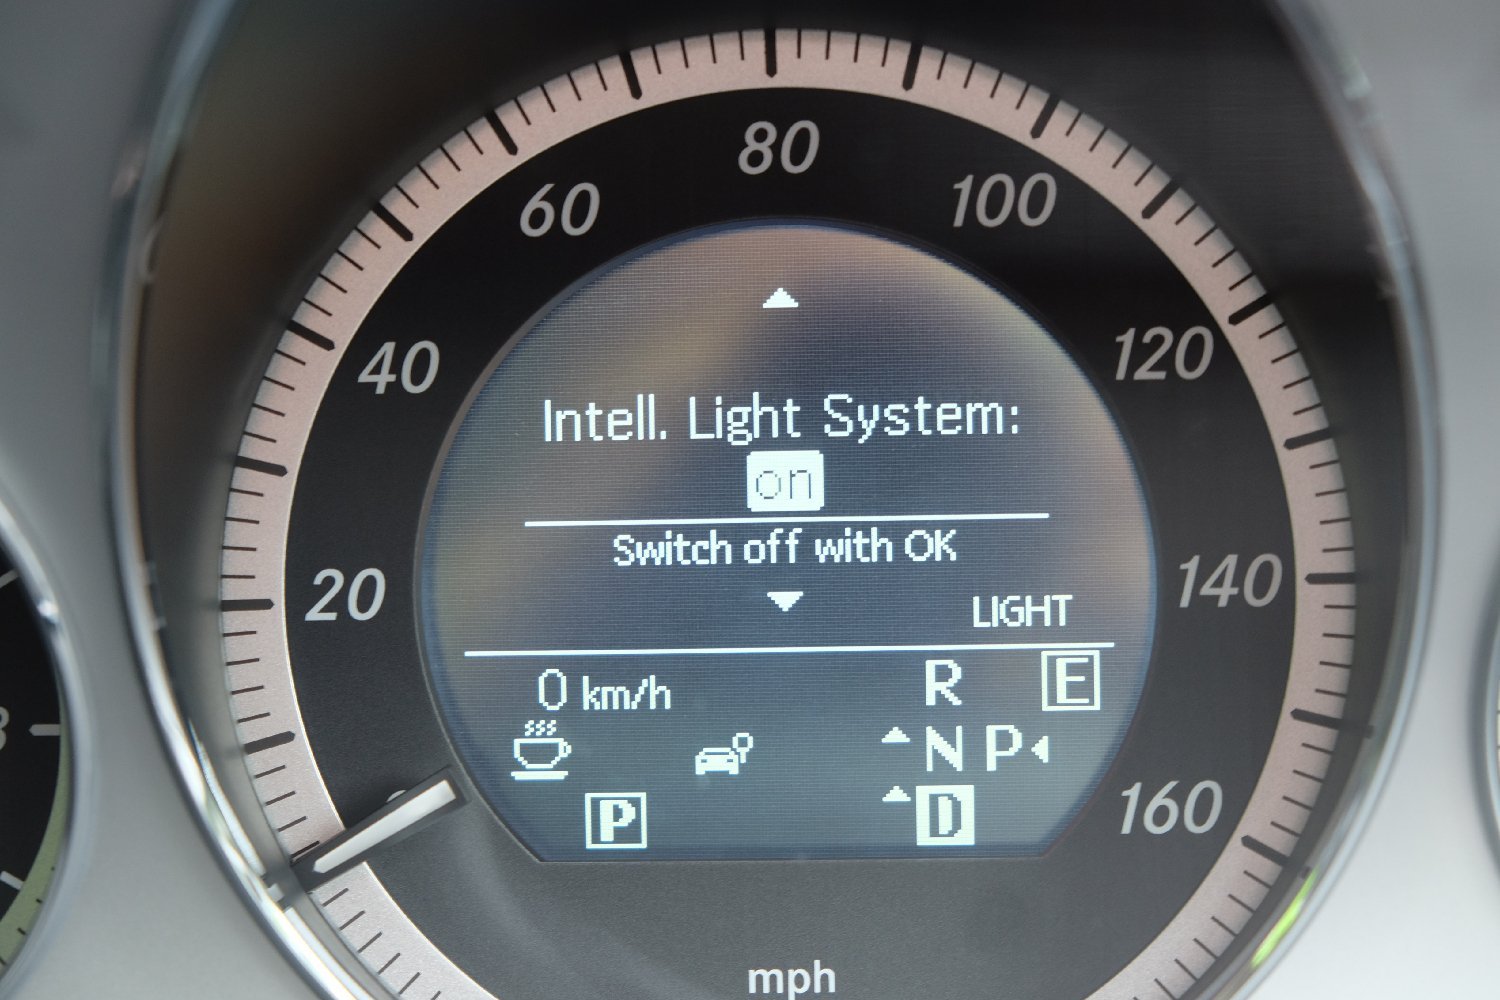 80
60
100
40
120
Intell. Light System:
on
Switch off with OK
20
140
LIGHT
0 km/h
R
E
N P
P
D
160
mph